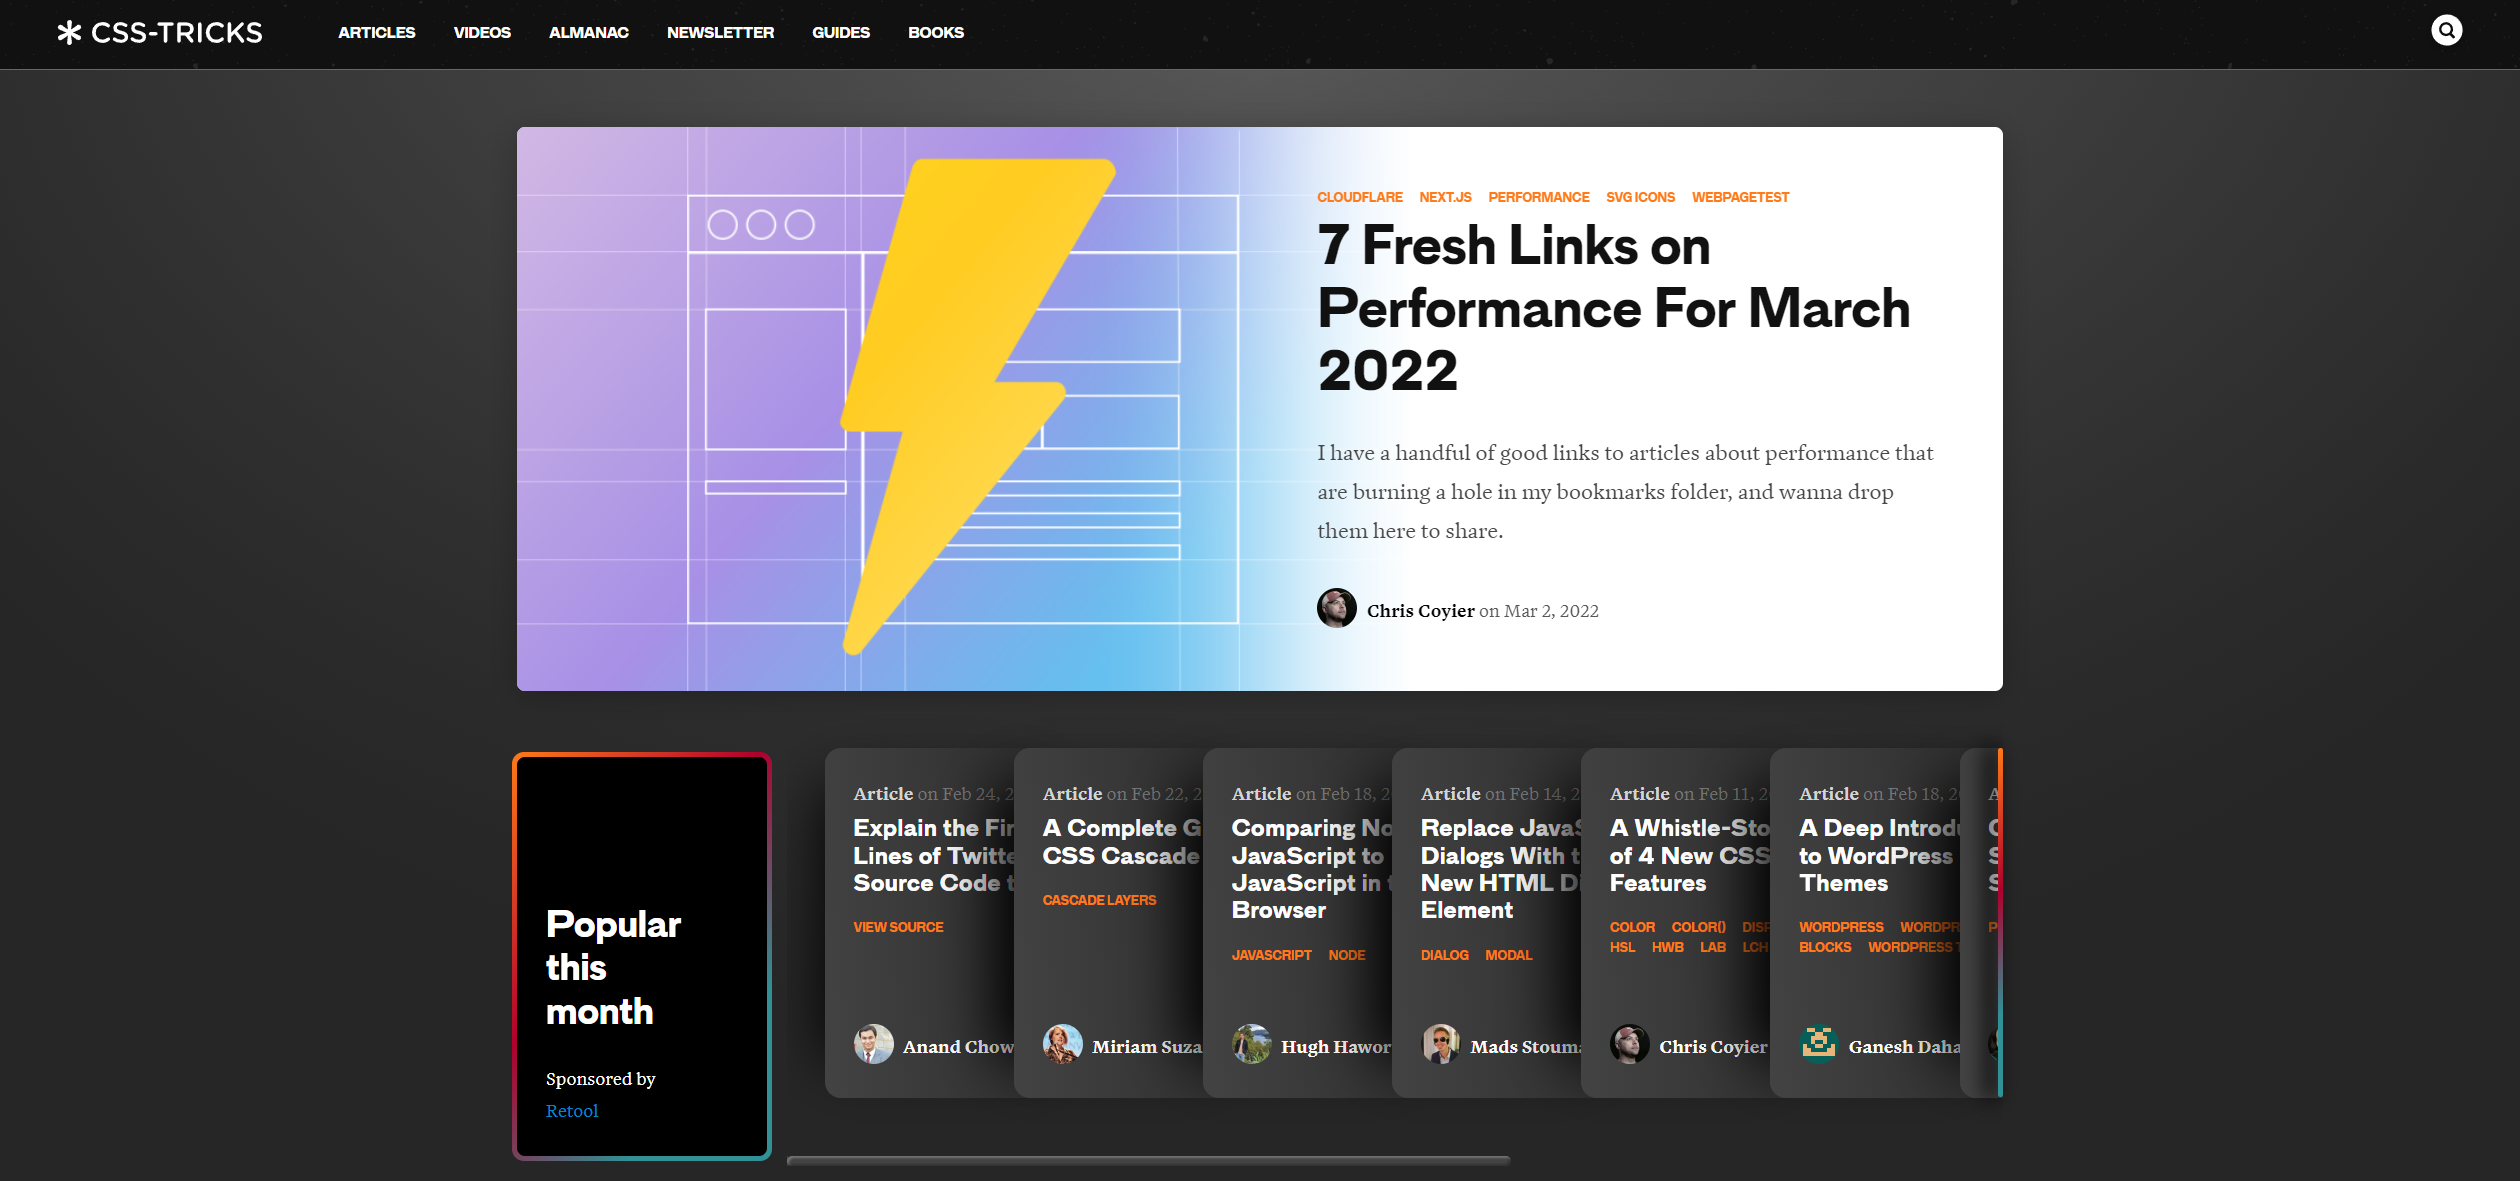 CSS-TRICKS
ARTICLES VIDEOS ALMANAC NEWSLETTER GUIDES BOOKS
CLOUDFLARE NEXT.JS PERFORMANCE SVG ICONS WEBPAGETEST
7 Fresh Links on
Performance For March
2022
I have a handful of good links to articles about performance that
are burning a hole in my bookmarks folder, and wanna drop
them here to share.
Chris Coyier on Mar 2, 2022
Popular
this
month
Sponsored by
Retool
Article on Feb 24, 2
Explain the Fir
Lines of Twitte
Source Code
VIEW SOURCE
Anand Chow
Article on Feb 22, 2
A Complete G
CSS Cascade
CASCADE LAYERS
Miriam Suza
Article on Feb 18, 2
Comparing No
JavaScript to
JavaScript in
Browser
JAVASCRIPT NODE
Hugh Hawor
Article on Feb 14, 2
Replace JavaS
Dialogs With t
New HTML Di
Element
DIALOG MODAL
Mads Stouma
Article on Feb 11, 2
A Whistle-Sto
of 4 New CSS
Features
COLOR COLOR() DISP
HSL HWB LAB LCH
Chris Coyier
Article on Feb 18, 2
A Deep Introdu
to WordPress
Themes
WORDPRESS WORDPR
BLOCKS WORDPRESS
Ganesh Daha